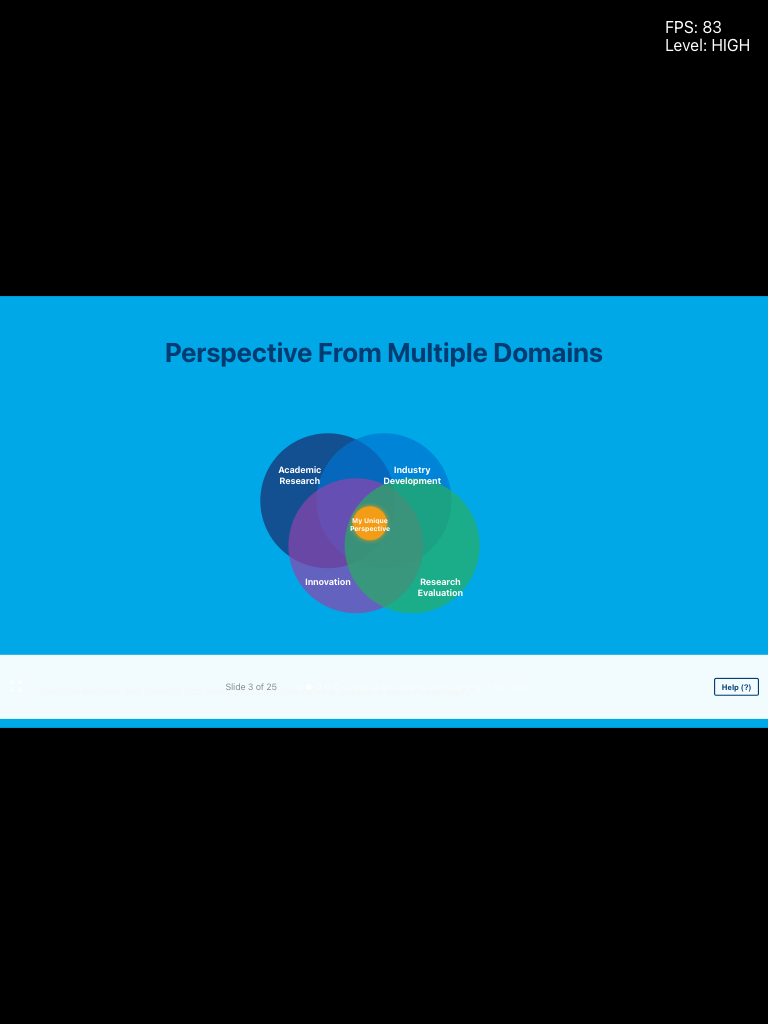 FPS: 83
Level: HIGH
Perspective From Multiple Domains
Academic
Research
Industry
Development
My Unique
Perspective
Innovation
Research
Evaluation
Slide 3 of 25
Help (?)